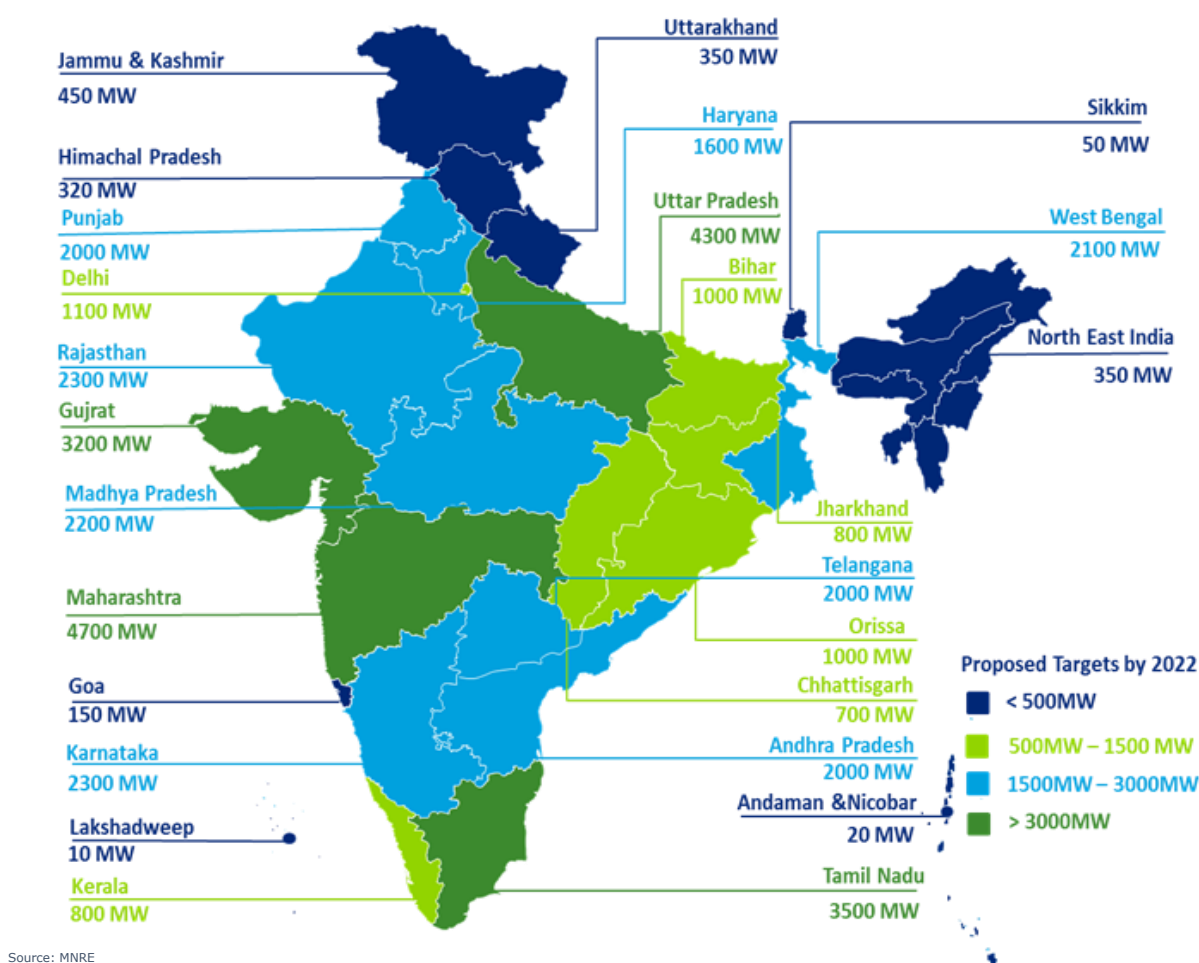 Jammu & Kashmir
450 MW
Himachal Pradesh
320 MW
Punjab
2000 MW
Delhi
1100 MW
Rajasthan
2300 MW
Gujrat
3200 MW
Madhya Pradesh
2200 MW
Maharashtra
4700 MW
Goa
150 MW
Karnataka
2300 MW
Lakshadweep
10 MW
Kerala
800 MW
Uttarakhand
350 MW
Haryana
1600 MW
Uttar Pradesh
4300 MW
Bihar
1000 MW
Sikkim
50 MW
West Bengal
2100 MW
North East India
350 MW
Jharkhand
800 MW
Telangana
2000 MW
Orissa
1000 MW
Chhattisgarh
700 MW
Andhra Pradesh
2000 MW
Andaman &Nicobar
20 MW
Tamil Nadu
3500 MW
Proposed Targets by 2022
< 500MW
500MW – 1500 MW
1500MW – 3000MW
> 3000MW
Source: MNRE